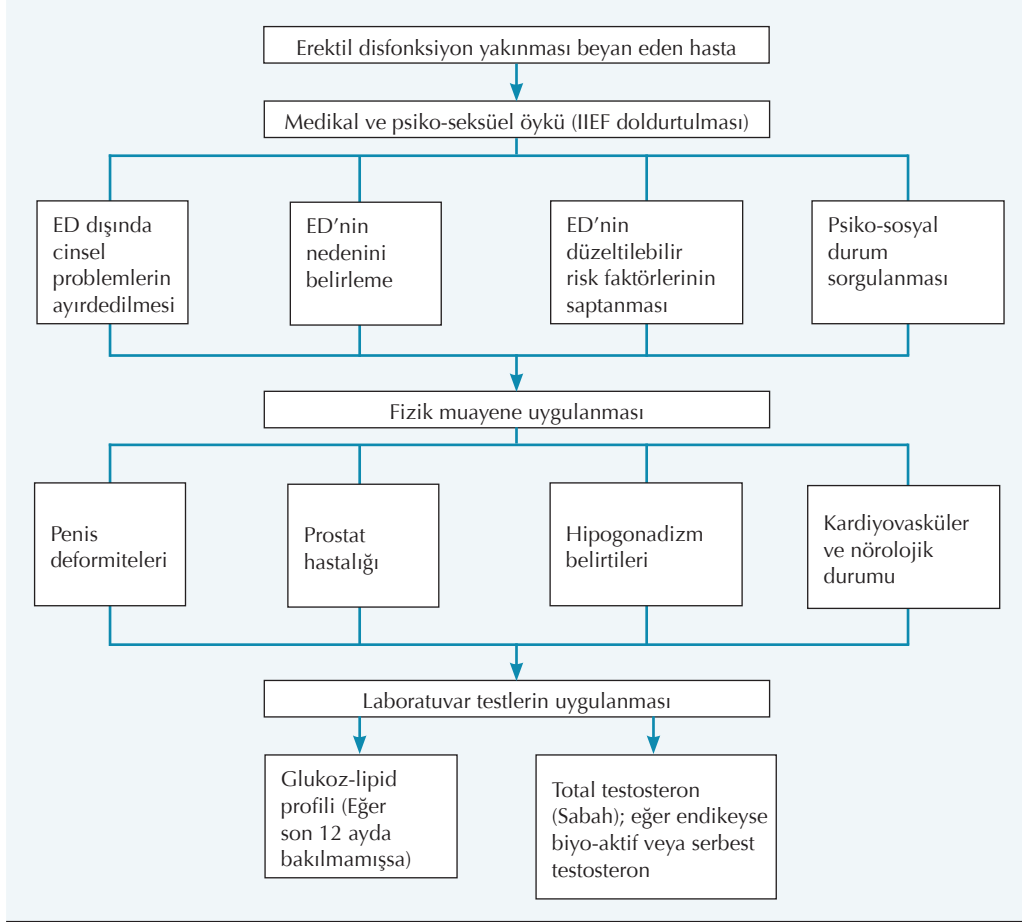 Erektil disfonksiyon yakınması beyan eden hasta
Medikal ve psiko-seksüel öykü (IIEF doldurtulması)
ED dışında
cinsel
problemlerin
ayırdedilmesi
ED’nin
nedenini
belirleme
ED’nin
düzeltilebilir
risk faktörlerinin
saptanması
Psiko-sosyal
durum
sorgulanması
Fizik muayene uygulanması
Penis
deformiteleri
Prostat
hastalığı
Hipogonadizm
belirtileri
Kardiyovasküler
ve nörolojik
durumu
Laboratuvar testlerin uygulanması
Glukoz-lipid
profili (Eğer
son 12 ayda
bakılmamışsa)
Total testosteron
(Sabah); eğer endikeyse
biyo-aktif veya serbest
testosteron